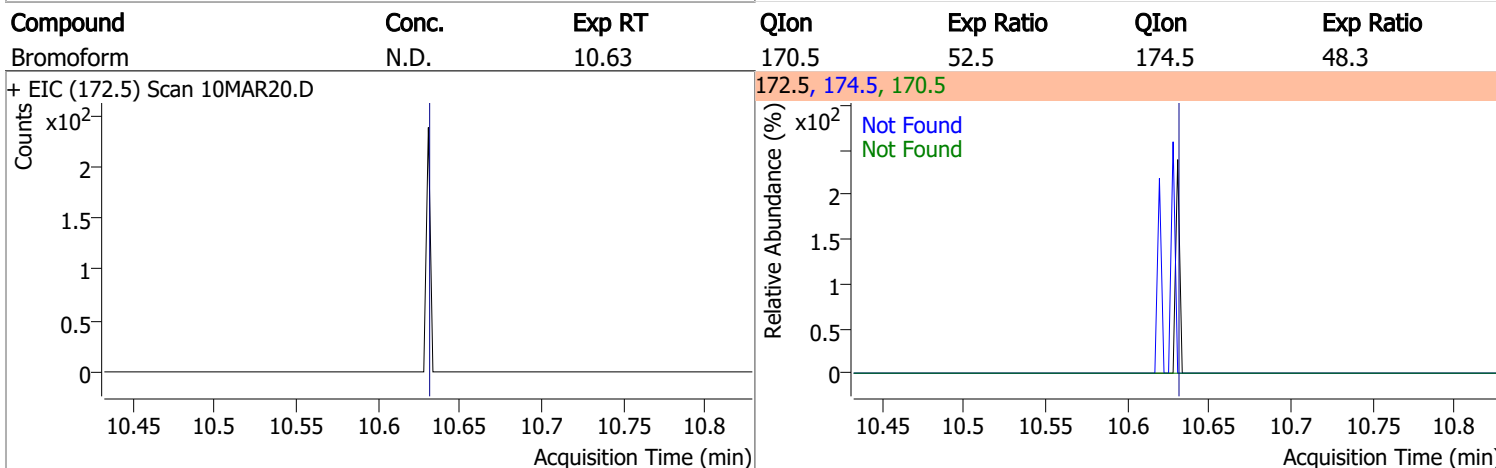 Compound Conc. Exp RT QIon Exp Ratio QIon Exp Ratio
Bromoform N.D. 10.63 170.5 52.5 174.5 48.3
+ EIC (172.5) Scan 10MAR20.D
Counts
x10²
2
1.5
1
0.5
0
10.45 10.5 10.55 10.6 10.65 10.7 10.75 10.8
Acquisition Time (min)
172.5, 174.5, 170.5
Relative Abundance (%)
x10²
Not Found
Not Found
2
1.5
1
0.5
0
10.45 10.5 10.55 10.6 10.65 10.7 10.75 10.8
Acquisition Time (min)